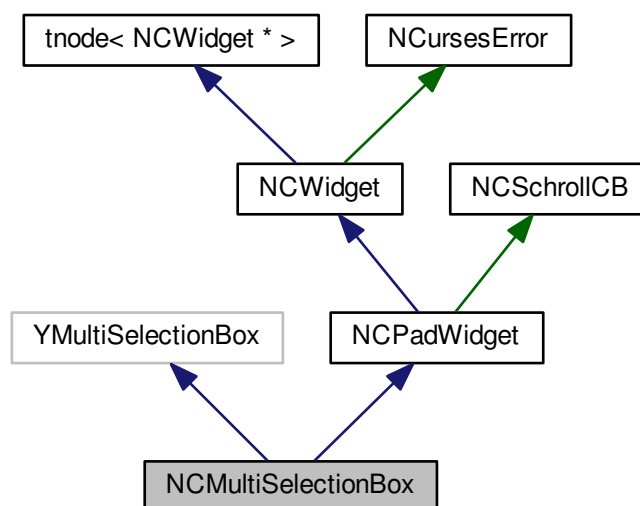 tnode< NCWidget * >
NCursesError
NCWidget
NCSchrollCB
YMultiSelectionBox
NCPadWidget
NCMultiSelectionBox